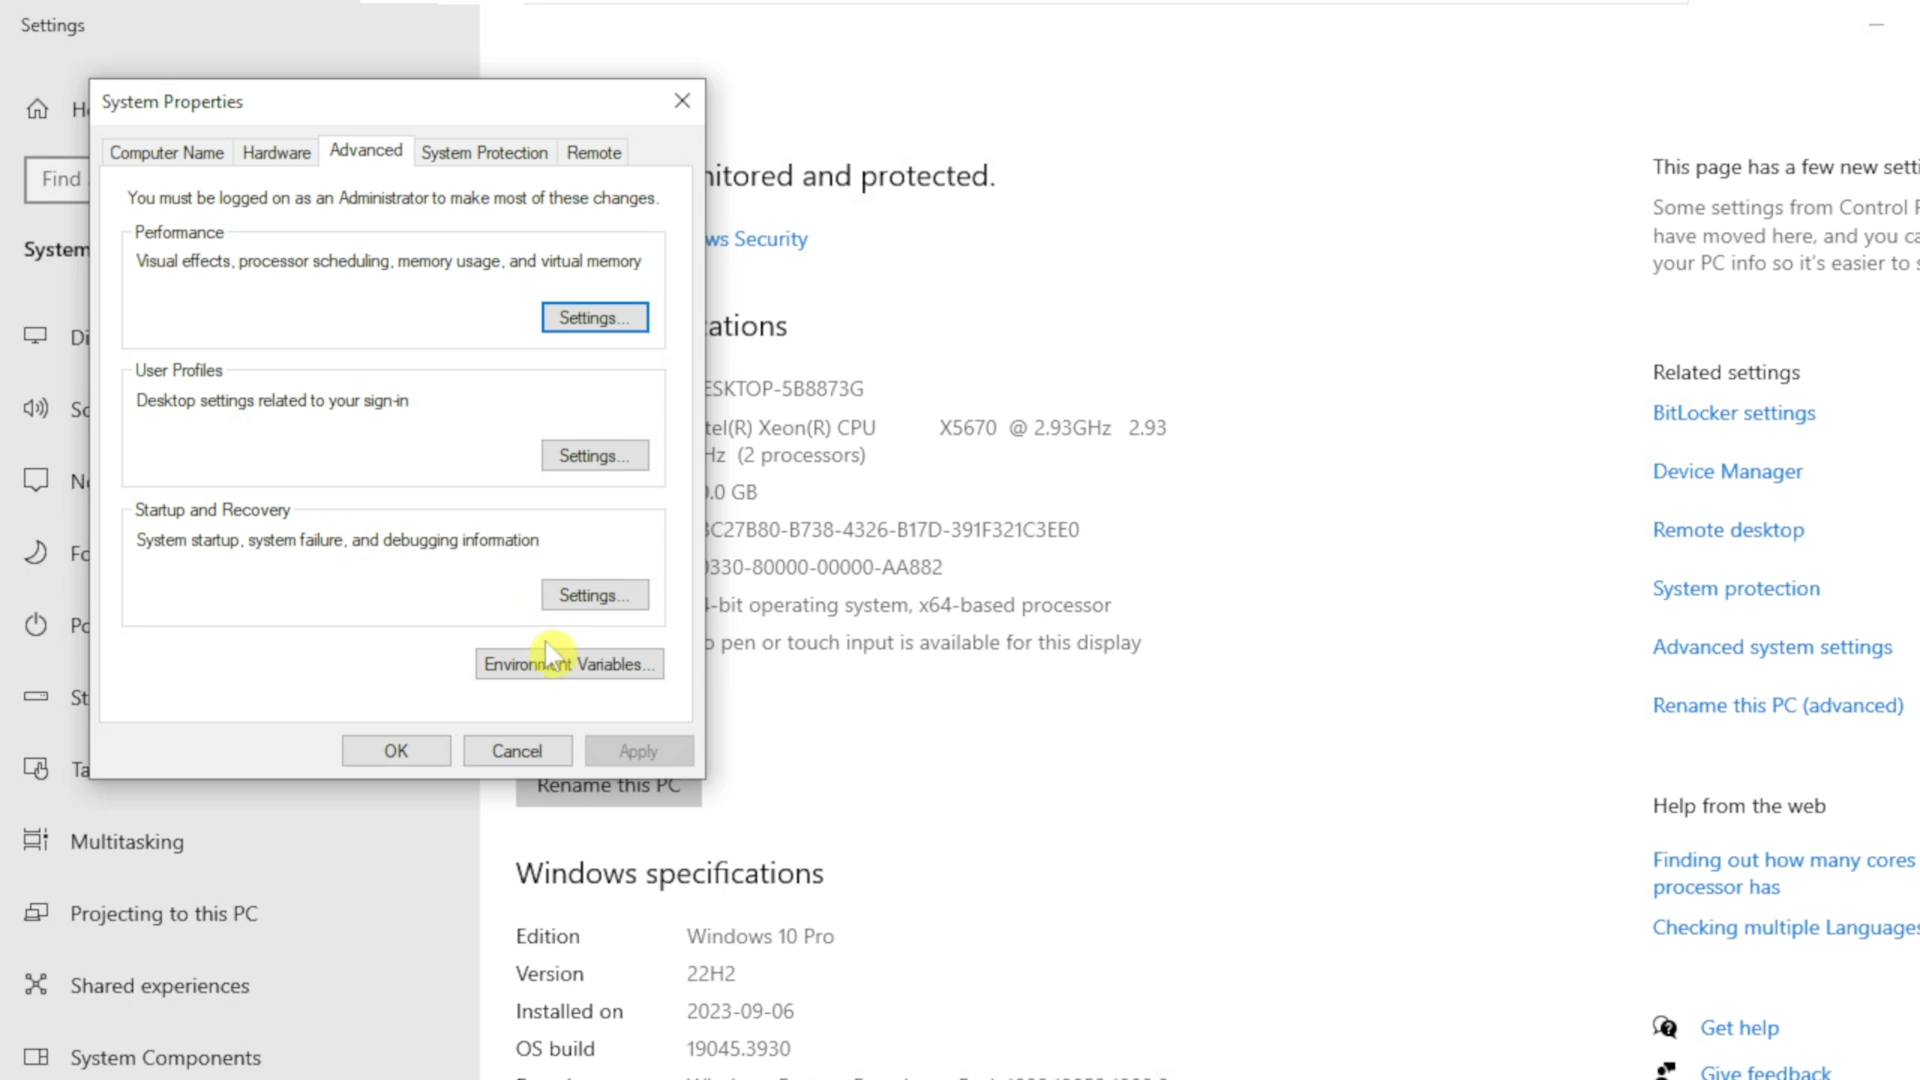 Settings
System Properties
Computer Name
Hardware
Advanced
System Protection
Remote
You must be logged on as an Administrator to make most of these changes.
Performance
Visual effects, processor scheduling, memory usage, and virtual memory
Settings...
User Profiles
Desktop settings related to your sign-in
Settings...
Startup and Recovery
System startup, system failure, and debugging information
Settings...
Environment Variables...
OK
Cancel
Apply
Find
System
Multitasking
Projecting to this PC
Shared experiences
System Components
nitored and protected.
ws Security
cations
ESKTOP-5B8873G
tel(R) Xeon(R) CPU X5670 @ 2.93GHz 2.93
Hz (2 processors)
.0 GB
C27B80-B738-4326-B17D-391F321C3EE0
0330-80000-00000-AA882
-bit operating system, x64-based processor
o pen or touch input is available for this display
Rename this PC
Windows specifications
Edition Windows 10 Pro
Version 22H2
Installed on 2023-09-06
OS build 19045.3930
This page has a few new setti
Some settings from Control P
have moved here, and you ca
your PC info so it's easier to s
Related settings
BitLocker settings
Device Manager
Remote desktop
System protection
Advanced system settings
Rename this PC (advanced)
Help from the web
Finding out how many cores
processor has
Checking multiple Languages
Get help
Give feedback